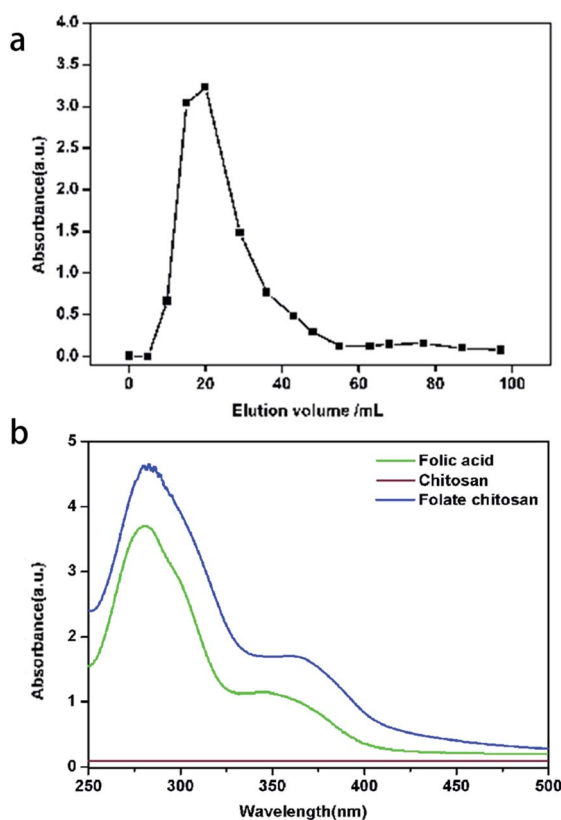 a
4.0
3.5
3.0
2.5
2.0
1.5
1.0
0.5
0.0
Absorbance(a.u.)
0 20 40 60 80 100
Elution volume /mL
b
5
4
3
2
1
0
Absorbance(a.u.)
Folic acid
Chitosan
Folate chitosan
250 300 350 400 450 500
Wavelength(nm)